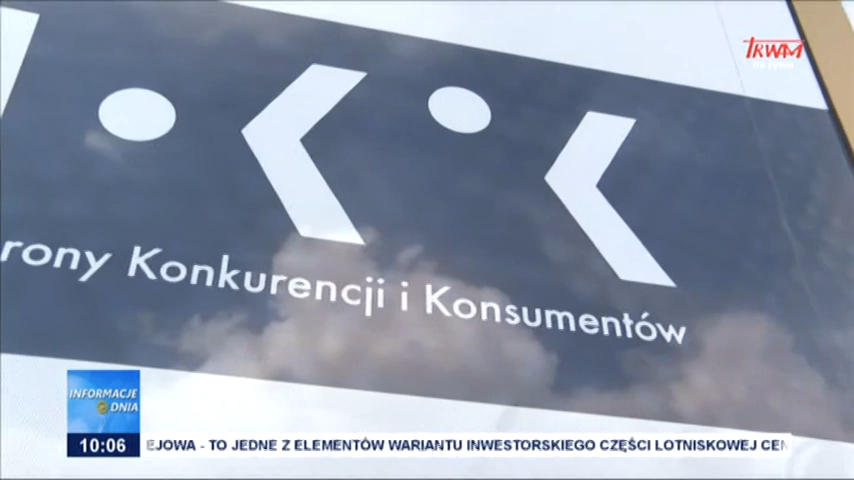 TRWAM
rony Konkurencji i Konsumentów
INFORMACJE
DNIA
10:06 EJOWA - TO JEDNE Z ELEMENTÓW WARIANTU INWESTORSKIEGO CZĘŚCI LOTNISKOWEJ CEN